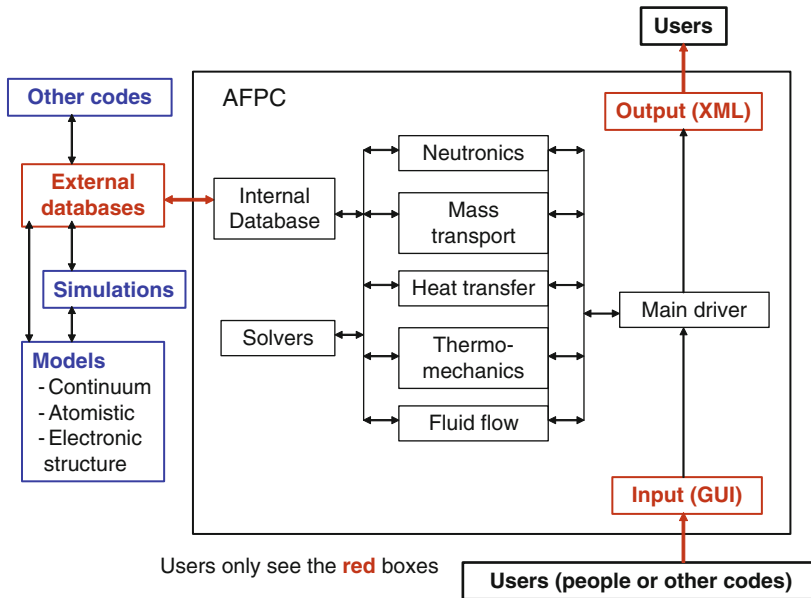 Users
AFPC
Other codes
Output (XML)
External
databases
Internal
Database
Neutronics
Mass
transport
Simulations
Heat transfer
Main driver
Solvers
Thermo-
mechanics
Models
- Continuum
- Atomistic
- Electronic
structure
Fluid flow
Input (GUI)
Users only see the red boxes
Users (people or other codes)